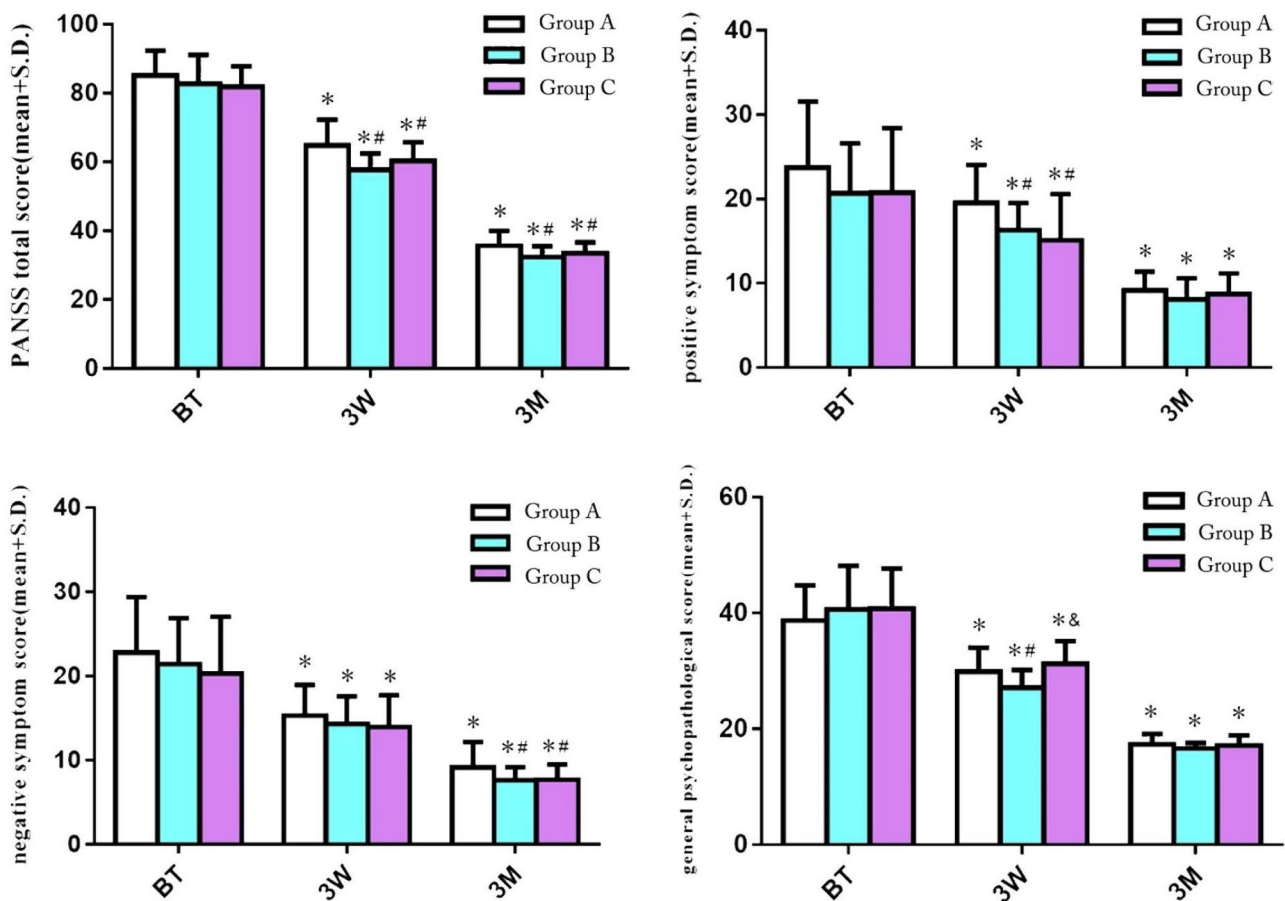 PANSS total score(mean+S.D.)
100
80
60
40
20
0
Group A
Group B
Group C
*
*#
*#
*
*#
*#
BT
3W
3M
positive symptom score(mean+S.D.)
40
30
20
10
0
Group A
Group B
Group C
*
*#
*#
*
*
*
BT
3W
3M
negative symptom score(mean+S.D.)
40
30
20
10
0
Group A
Group B
Group C
*
*
*
*
*#
*#
BT
3W
3M
general psychopathological score(mean+S.D.)
60
40
20
0
Group A
Group B
Group C
*
*#
*&
*
*
*
BT
3W
3M